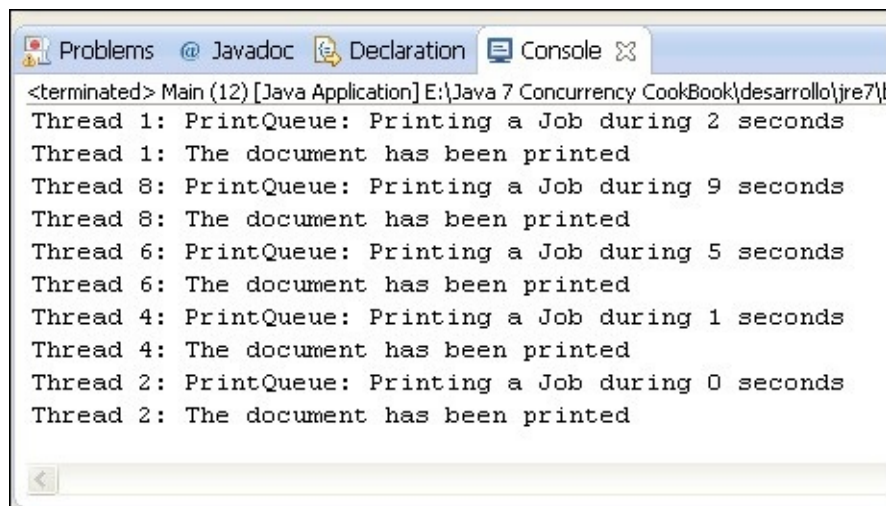 Problems @ Javadoc Declaration Console
<terminated> Main (12) [Java Application] E:\Java 7 Concurrency CookBook\desarrollo\jre7\
Thread 1: PrintQueue: Printing a Job during 2 seconds
Thread 1: The document has been printed
Thread 8: PrintQueue: Printing a Job during 9 seconds
Thread 8: The document has been printed
Thread 6: PrintQueue: Printing a Job during 5 seconds
Thread 6: The document has been printed
Thread 4: PrintQueue: Printing a Job during 1 seconds
Thread 4: The document has been printed
Thread 2: PrintQueue: Printing a Job during 0 seconds
Thread 2: The document has been printed